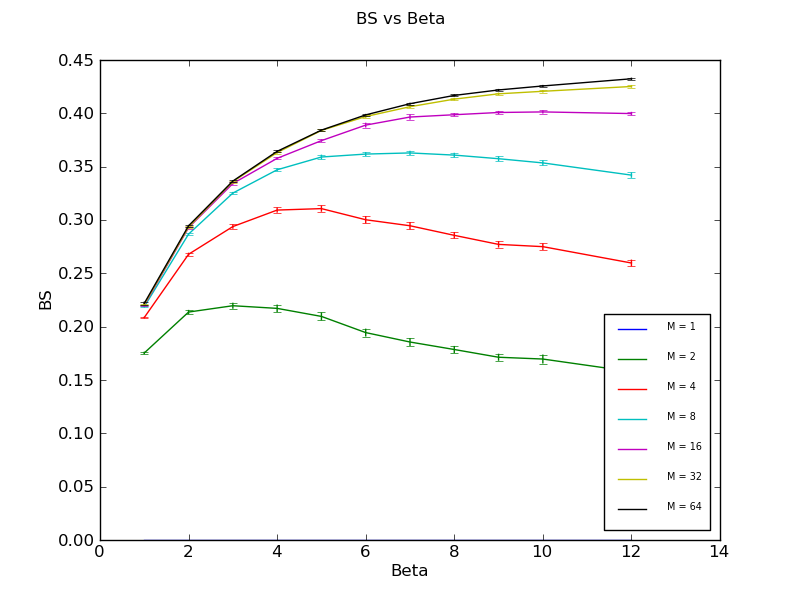 BS vs Beta
0.45
0.40
0.35
0.30
0.25
0.20
0.15
0.10
0.05
0.00
BS
M = 1
M = 2
M = 4
M = 8
M = 16
M = 32
M = 64
0 2 4 6 8 10 12 14
Beta